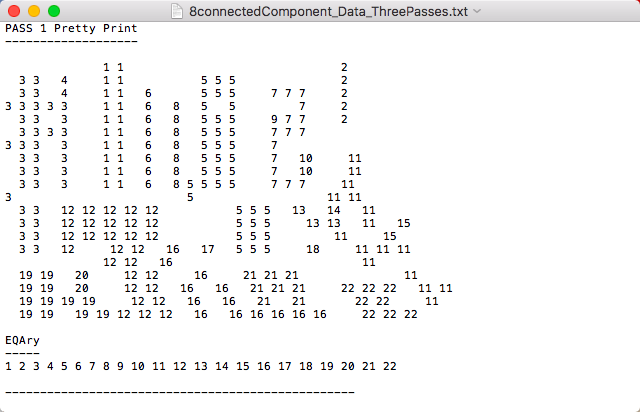 8connectedComponent_Data_ThreePasses.txt
PASS 1 Pretty Print
-------------------
1 1 2
3 3 4 1 1 5 5 5 2
3 3 4 1 1 6 5 5 5 7 7 7 2
3 3 3 3 3 1 1 6 8 5 5 7 2
3 3 3 1 1 6 8 5 5 5 9 7 7 2
3 3 3 3 1 1 6 8 5 5 5 7 7 7
3 3 3 3 1 1 6 8 5 5 5 7
3 3 3 1 1 6 8 5 5 5 7 10 11
3 3 3 1 1 6 8 5 5 5 7 10 11
3 3 3 1 1 6 8 5 5 5 5 7 7 7 11
3 5 11 11
3 3 12 12 12 12 12 5 5 5 13 14 11
3 3 12 12 12 12 12 5 5 5 13 13 11 15
3 3 12 12 12 12 12 5 5 5 11 15
3 3 12 12 12 16 17 5 5 5 18 11 11 11
12 12 16 11
19 19 20 12 12 16 21 21 21 11
19 19 20 12 12 16 16 21 21 21 22 22 22 11 11
19 19 19 19 12 12 16 16 21 21 22 22 11
19 19 19 19 12 12 12 16 16 16 16 16 16 22 22 22
EQAry
-----
1 2 3 4 5 6 7 8 9 10 11 12 13 14 15 16 17 18 19 20 21 22
--------------------------------------------------